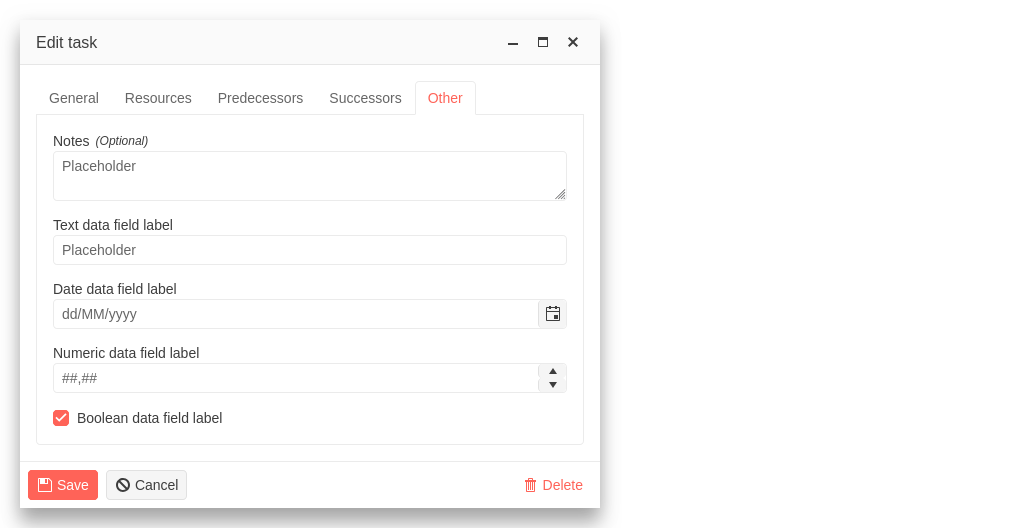 Edit task
General Resources Predecessors Successors Other
Notes (Optional)
Placeholder
Text data field label
Placeholder
Date data field label
dd/MM/yyyy
Numeric data field label
##,##
Boolean data field label
Save Cancel Delete